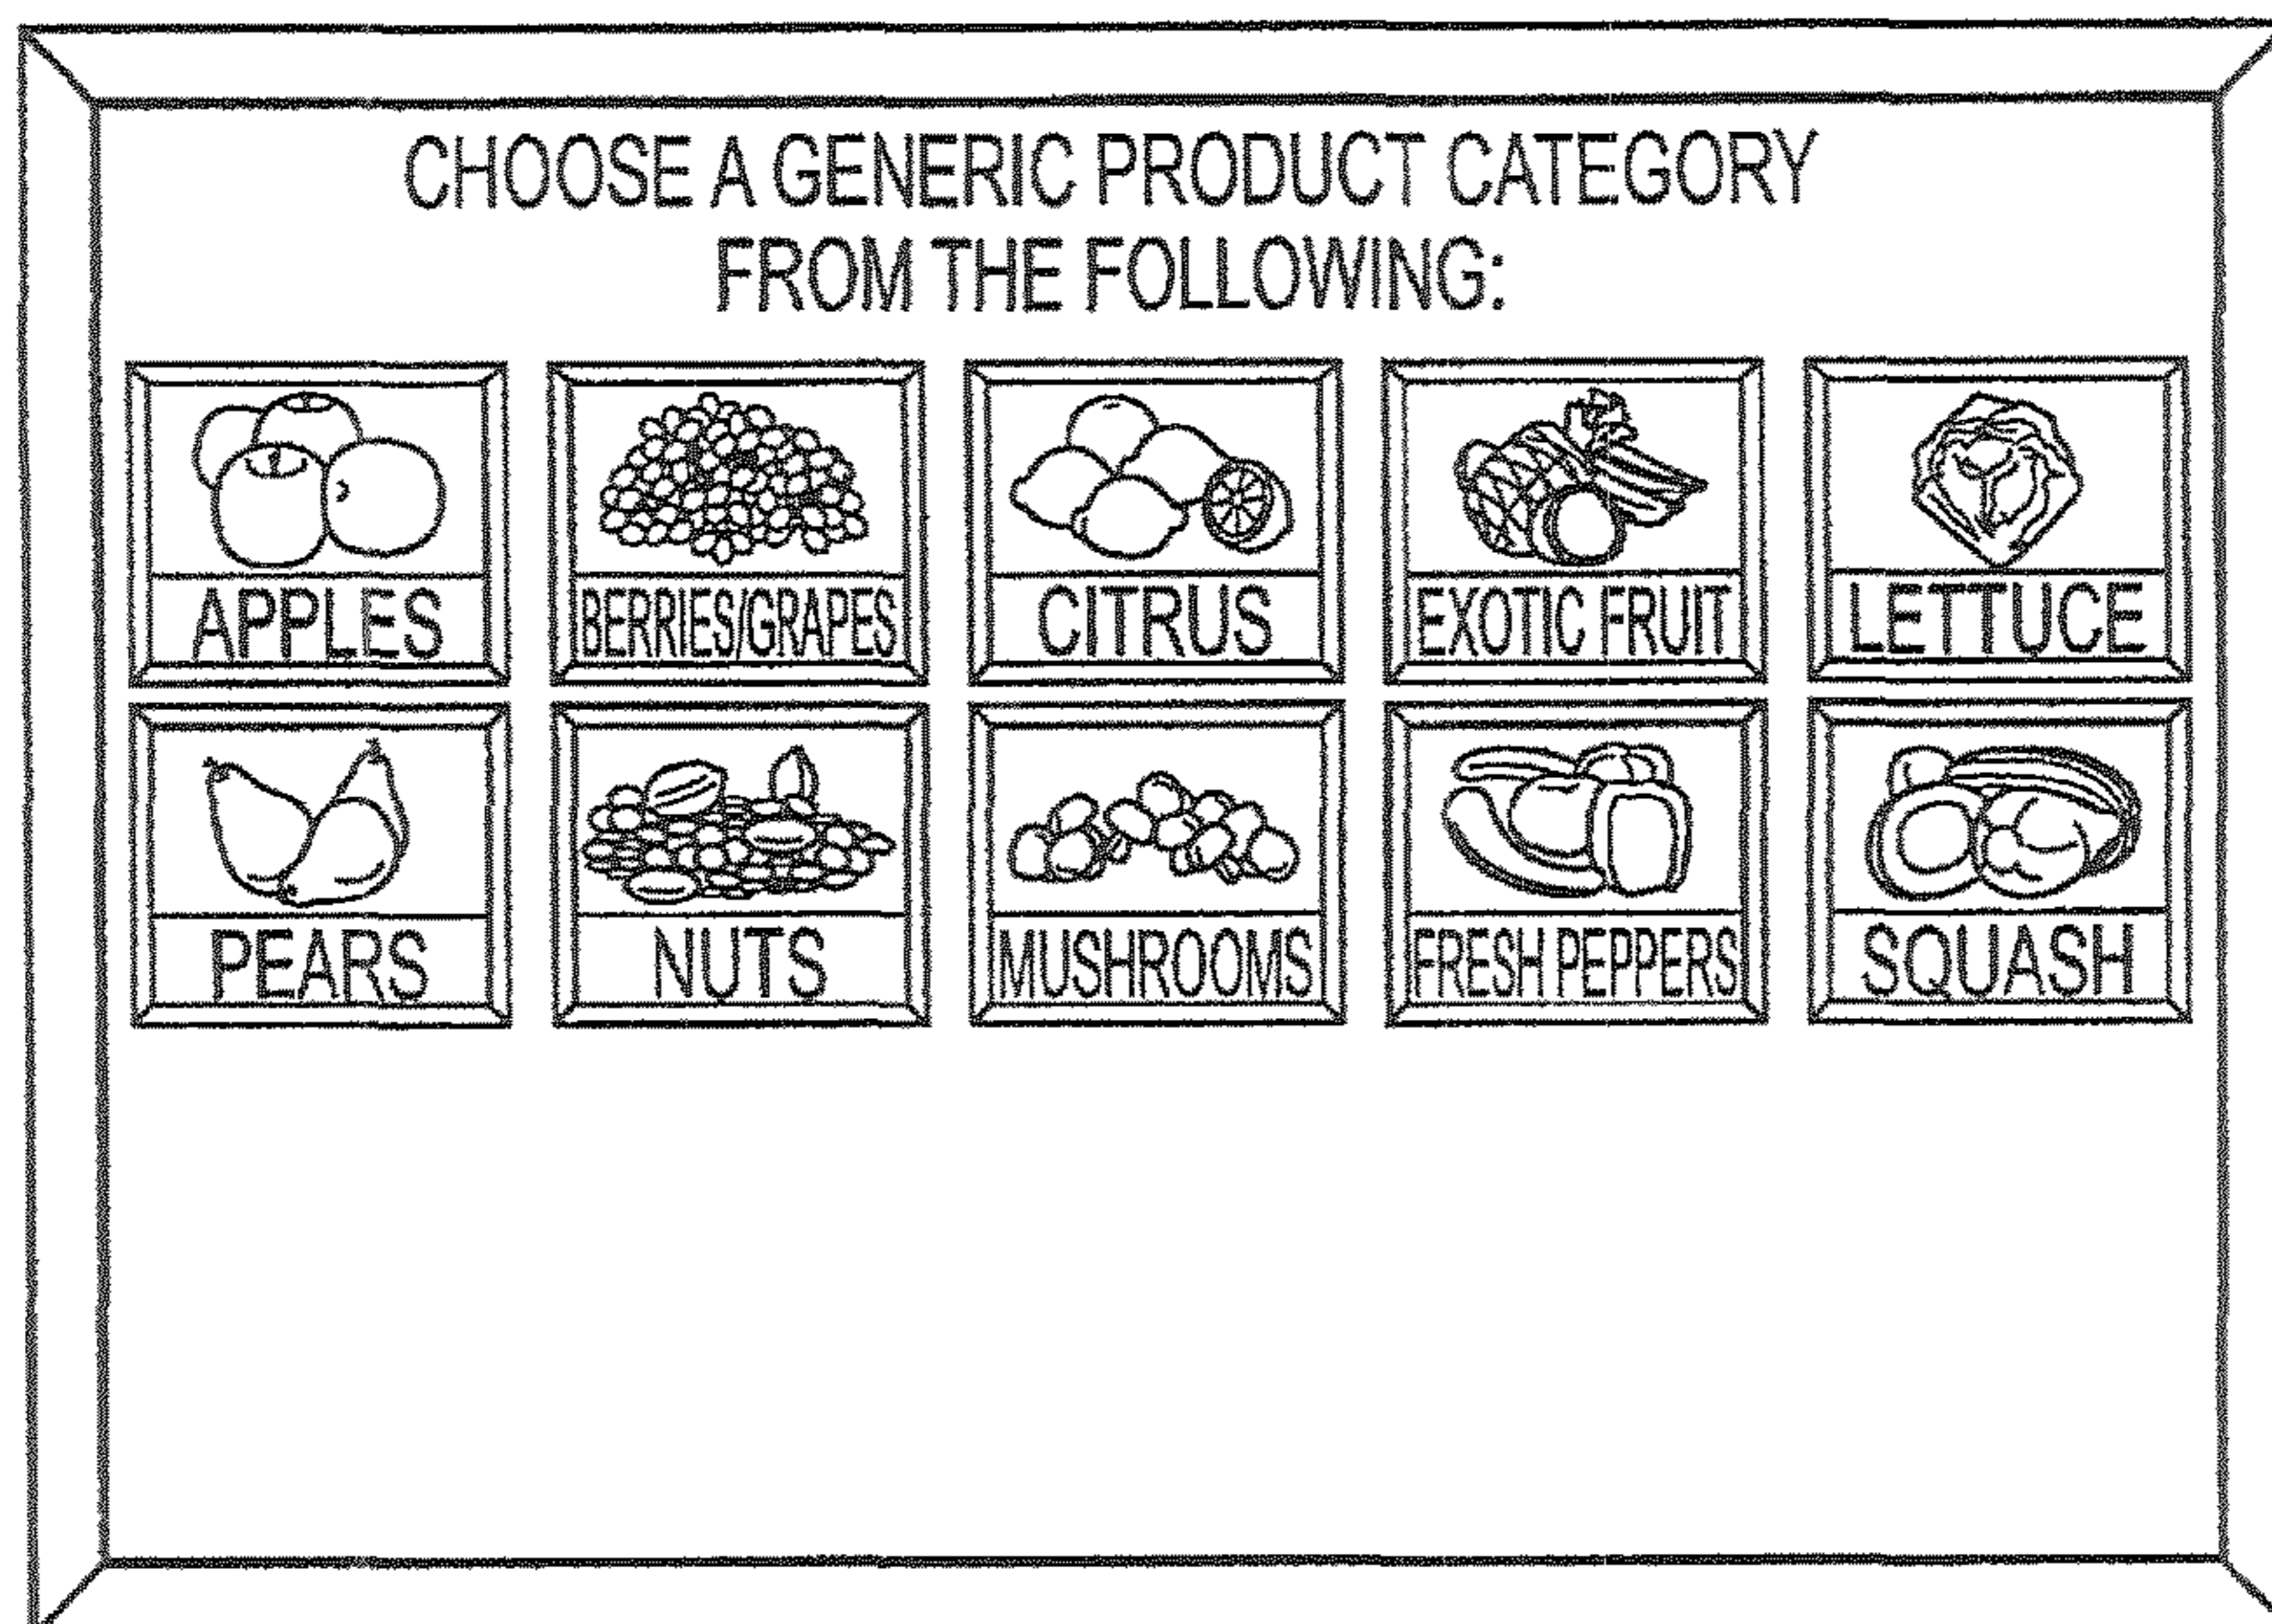 CHOOSE A GENERIC PRODUCT CATEGORY
FROM THE FOLLOWING:
APPLES
BERRIES/GRAPES
CITRUS
EXOTIC FRUIT
LETTUCE
PEARS
NUTS
MUSHROOMS
FRESH PEPPERS
SQUASH